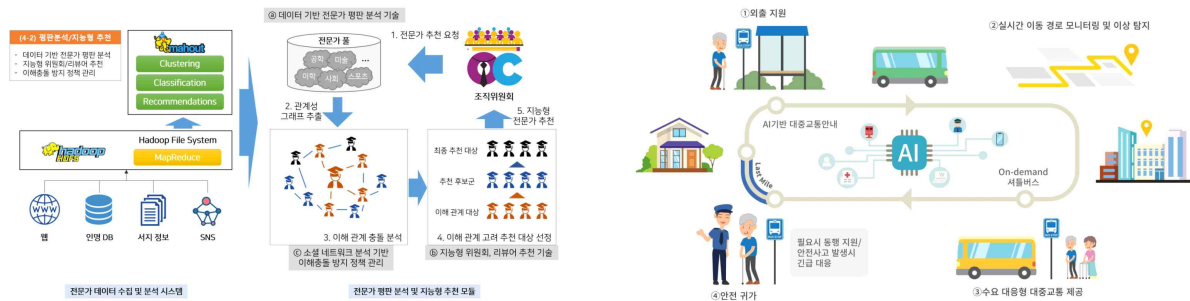 (4-2) 평판분석/지능형 추천
- 데이터 기반 전문가 평판 분석
- 지능형 위원회/리뷰어 추천
- 이해충돌 방지 정책 관리
mahout
Clustering
Classification
Recommendations
hadoop
HDFS
Hadoop File System
MapReduce
WWW
웹
인명 DB
서지 정보
SNS
전문가 데이터 수집 및 분석 시스템
ⓐ 데이터 기반 전문가 평판 분석 기술
전문가 풀
공학
미술
...
이학
사회
스포츠
1. 전문가 추천 요청
OC
조직위원회
2. 관계성
그래프 추출
5. 지능형
전문가 추천
최종 추천 대상
추천 후보군
이해 관계 대상
3. 이해 관계 충돌 분석
4. 이해 관계 고려 추천 대상 선정
ⓒ 소셜 네트워크 분석 기반
이해충돌 방지 정책 관리
ⓑ 지능형 위원회, 리뷰어 추천 기술
전문가 평판 분석 및 지능형 추천 모듈
①외출 지원
②실시간 이동 경로 모니터링 및 이상 탐지
AI기반 대중교통안내
AI
Last Mile
On-demand
셔틀버스
필요시 동행 지원/
안전사고 발생시
긴급 대응
④안전 귀가
③수요 대응형 대중교통 제공